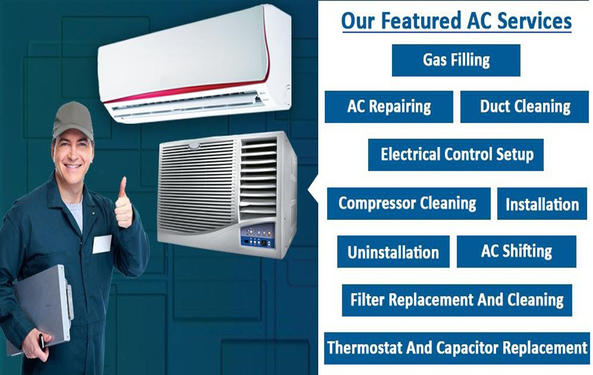 Our Featured AC Services
Gas Filling
AC Repairing
Duct Cleaning
Electrical Control Setup
Compressor Cleaning
Installation
Uninstallation
AC Shifting
Filter Replacement And Cleaning
Thermostat And Capacitor Replacement